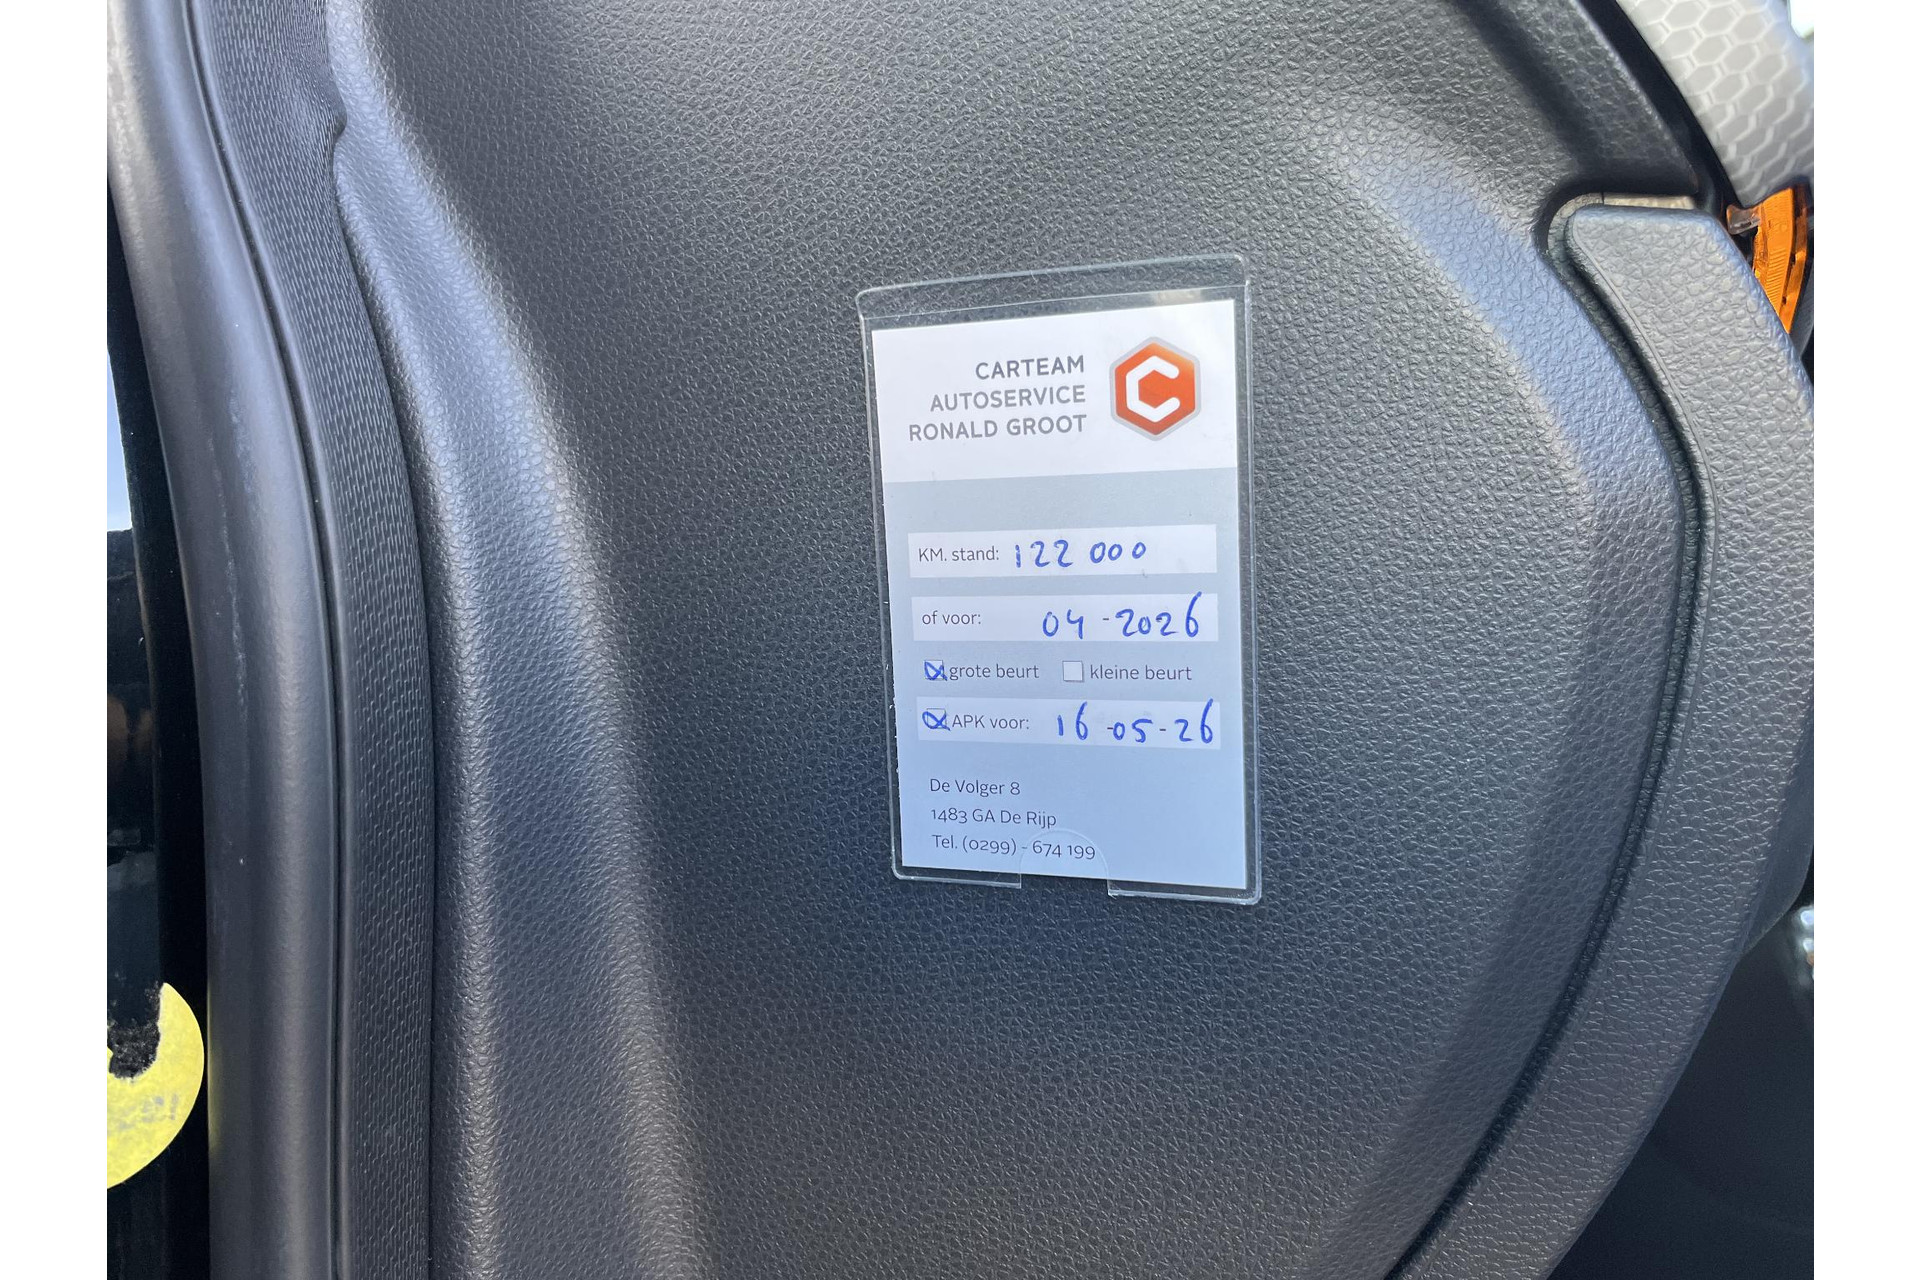 CARTEAM
AUTOSERVICE
RONALD GROOT
KM. stand: 122 000
of voor: 04-2026
grote beurt kleine beurt
APK voor: 16-05-26
De Volger 8
1483 GA De Rijp
Tel. (0299) - 674 199